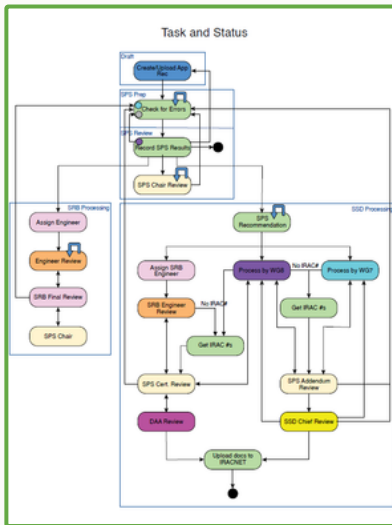 Task and Status
Draft
Create/Upload App
Rec
SPS Prep
Check for Errors
SPS Review
Record SPS Results
SPS Chair Review
SRB Processing
SSD Processing
Assign Engineer
SPS
Recommendation
Engineer Review
Assign SRB
Engineer
Process by WG8
No IRAC#
Process by WG7
SRB Final Review
SRB Engineer
Review
No IRAC#
Get IRAC #s
SPS Chair
Get IRAC #s
SPS Cert. Review
SPS Addendum
Review
DAA Review
SSD Chief Review
Upload docs to
IRACNET